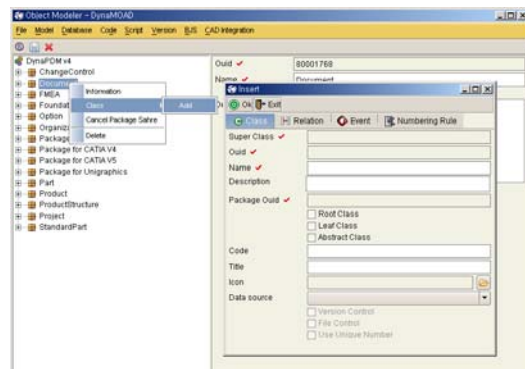 Object Modeler - DynaMOAD
File Model Database Code Script Version BJS CAD Integration
DynaPDM v4
ChangeControl
Document
FMEA
Foundat
Option
Organiz
Package
Package for CATIA V4
Package for CATIA V5
Package for Unigraphics
Part
Product
ProductStructure
Project
StandardPart
Information
Class
Add
Cancel Package Sahre
Delete
Ouid 80001768
Name Document
Insert
Ok Exit
Class Relation Event Numbering Rule
Super Class
Ouid
Name
Description
Package Ouid
Root Class
Leaf Class
Abstract Class
Code
Title
Icon
Data source
Version Control
File Control
Use Unique Number